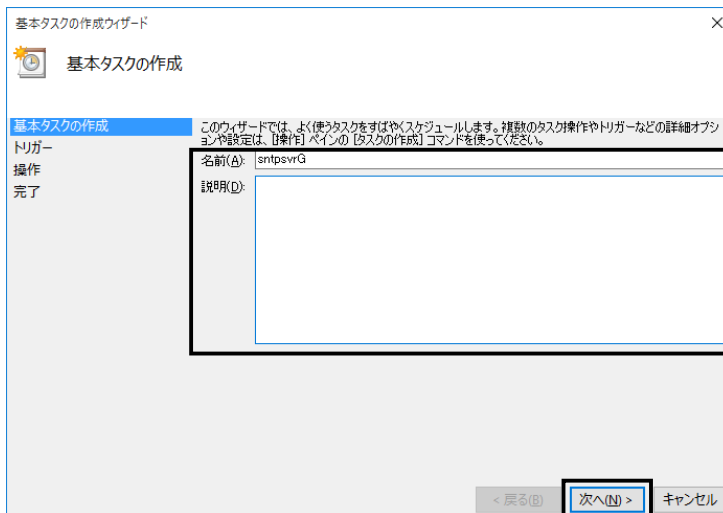 基本タスクの作成ウィザード
基本タスクの作成
基本タスクの作成
トリガー
操作
完了
このウィザードでは、よく使うタスクをすばやくスケジュールします。複数のタスク操作やトリガーなどの詳細オプシ
ョンや設定は、[操作] ペインの [タスクの作成] コマンドを使ってください。
名前(A):
sntpsvrG
説明(D):
< 戻る(B)
次へ(N) >
キャンセル